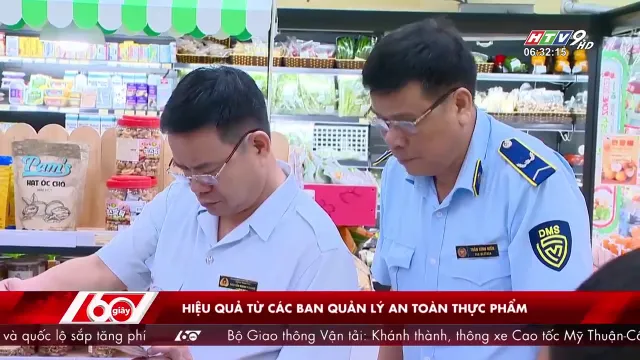 HTV9 HD
06:32:15
Pam's
HẠT ÓC CHÓ
DMS
60 giây
HIỆU QUẢ TỪ CÁC BAN QUẢN LÝ AN TOÀN THỰC PHẨM
và quốc lộ sắp tăng phí 60 Bộ Giao thông Vận tải: Khánh thành, thông xe Cao tốc Mỹ Thuận-C